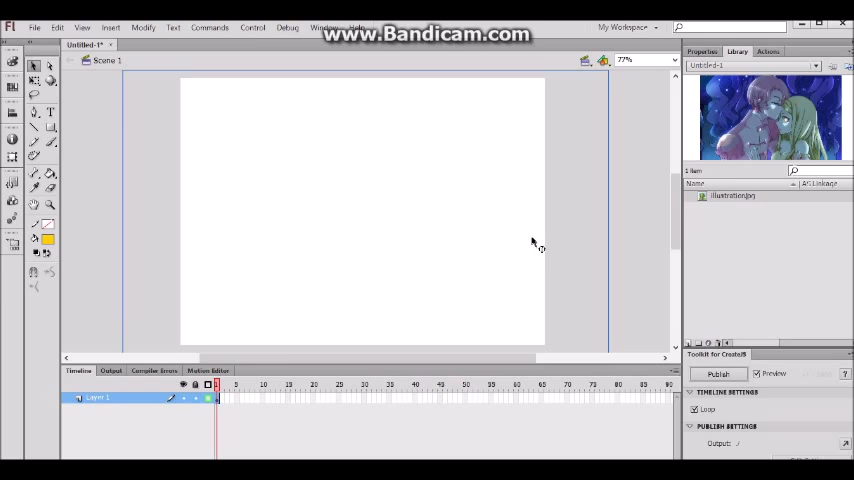 Fl File Edit View Insert Modify Text Commands Control Debug Window My Workspace
www.Bandicam.com
Untitled-1* ×
Scene 1 77%
Properties Library Actions
Untitled-1
1 item
Name AS Linkage
Illustration.jpg
Timeline Output Compiler Errors Motion Editor
1 5 10 15 20 25 30 35 40 45 50 55 60 65 70 75 80 85 90
Layer 1
Toolkit for CreateJS
Publish Preview ?
TIMELINE SETTINGS
Loop
PUBLISH SETTINGS
Output: ./